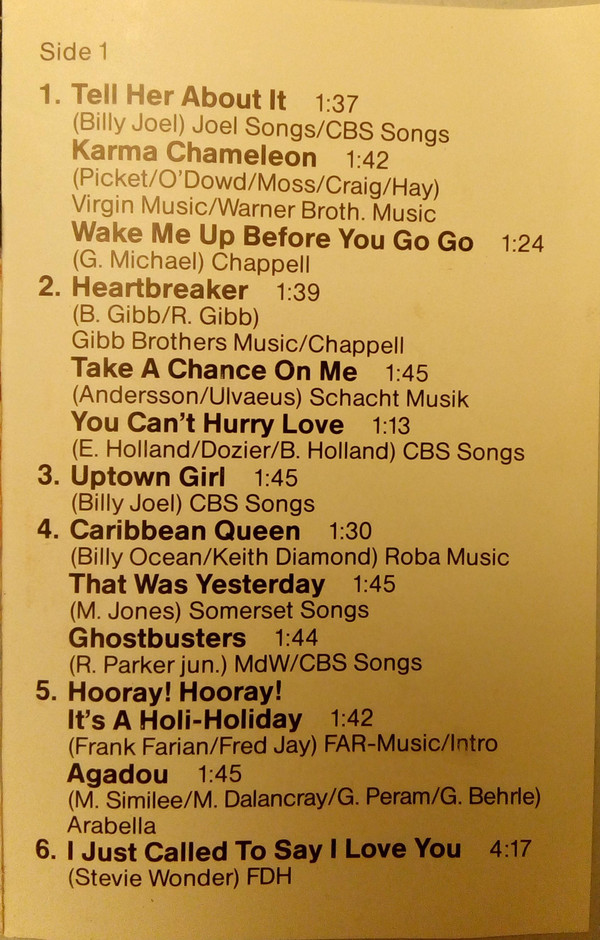 Side 1
1. Tell Her About It 1:37
(Billy Joel) Joel Songs/CBS Songs
Karma Chameleon 1:42
(Picket/O'Dowd/Moss/Craig/Hay)
Virgin Music/Warner Broth. Music
Wake Me Up Before You Go Go 1:24
(G. Michael) Chappell
2. Heartbreaker 1:39
(B. Gibb/R. Gibb)
Gibb Brothers Music/Chappell
Take A Chance On Me 1:45
(Andersson/Ulvaeus) Schacht Musik
You Can't Hurry Love 1:13
(E. Holland/Dozier/B. Holland) CBS Songs
3. Uptown Girl 1:45
(Billy Joel) CBS Songs
4. Caribbean Queen 1:30
(Billy Ocean/Keith Diamond) Roba Music
That Was Yesterday 1:45
(M. Jones) Somerset Songs
Ghostbusters 1:44
(R. Parker jun.) MdW/CBS Songs
5. Hooray! Hooray!
It's A Holi-Holiday 1:42
(Frank Farian/Fred Jay) FAR-Music/Intro
Agadou 1:45
(M. Similee/M. Dalancray/G. Peram/G. Behrle)
Arabella
6. I Just Called To Say I Love You 4:17
(Stevie Wonder) FDH